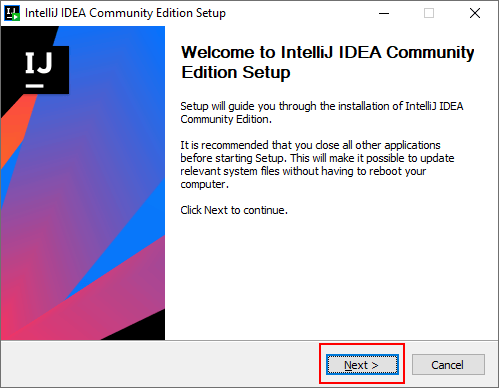 IntelliJ IDEA Community Edition Setup
IJ
Welcome to IntelliJ IDEA Community
Edition Setup
Setup will guide you through the installation of IntelliJ IDEA
Community Edition.
It is recommended that you close all other applications
before starting Setup. This will make it possible to update
relevant system files without having to reboot your
computer.
Click Next to continue.
Next >
Cancel